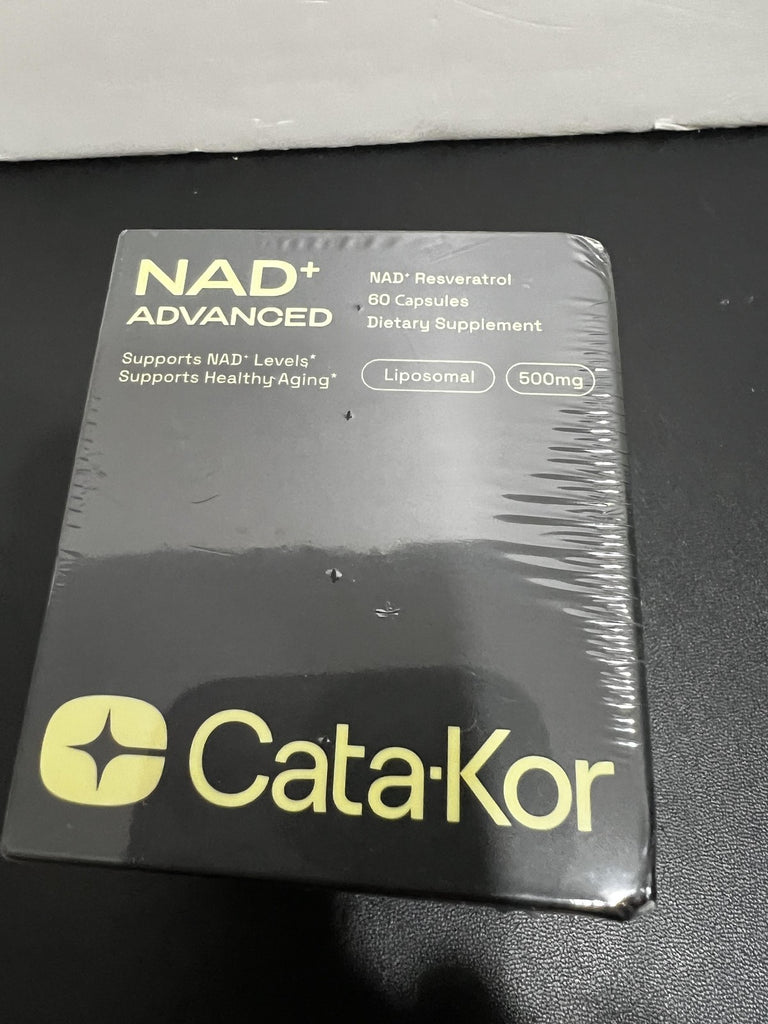 NAD+
ADVANCED
NAD+ Resveratrol
60 Capsules
Dietary Supplement
Supports NAD+ Levels*
Supports Healthy Aging*
Liposomal
500mg
Cata·Kor